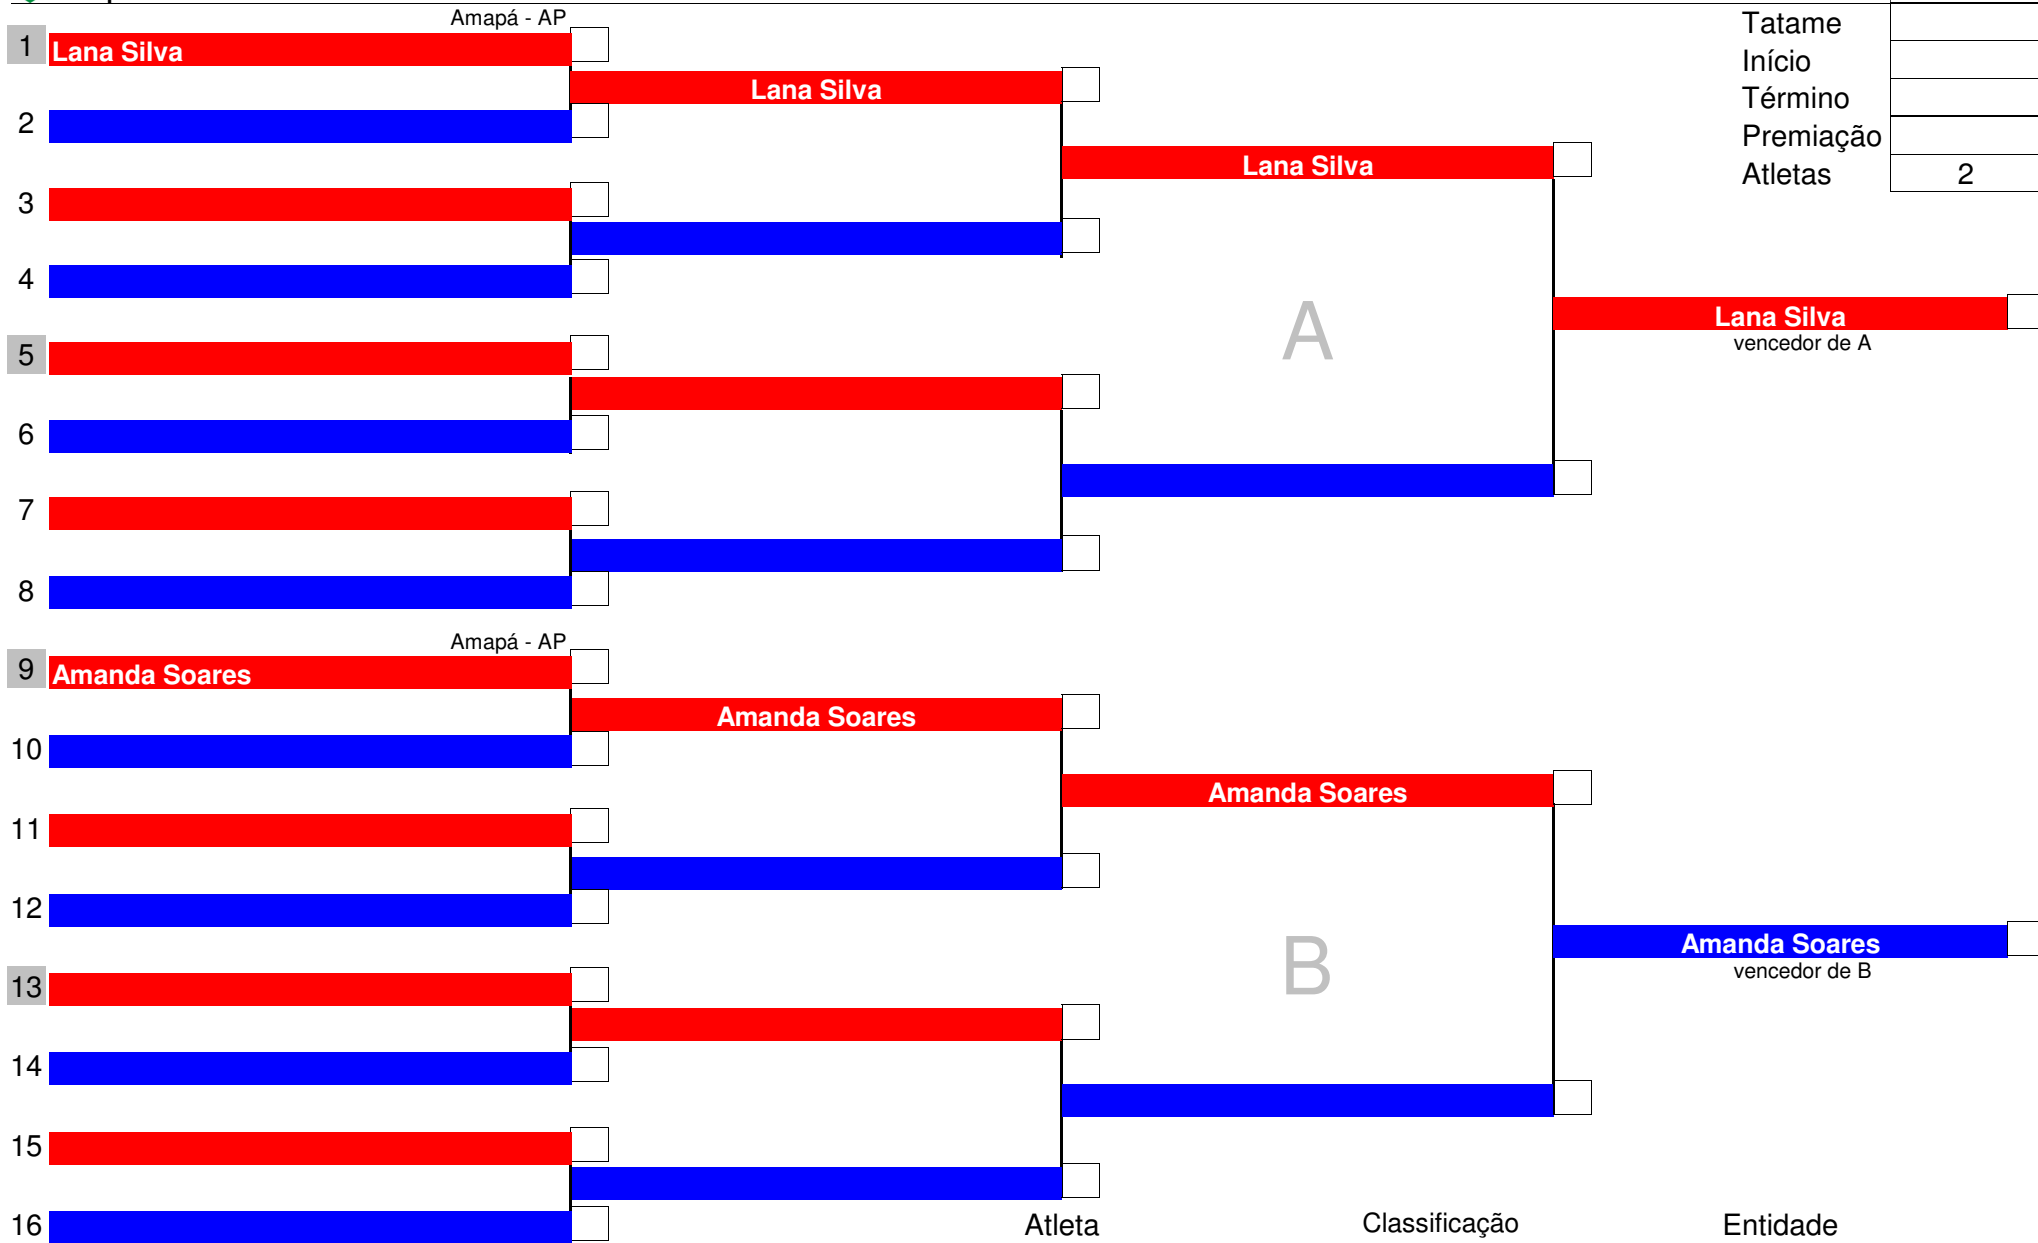 Amapá - AP
Tatame
1 Lana Silva
Lana Silva
Início
Término
2
Premiação
Lana Silva
Atletas 2
3
4
A
Lana Silva
vencedor de A
5
6
7
8
Amapá - AP
9 Amanda Soares
Amanda Soares
10
Amanda Soares
11
12
B
Amanda Soares
vencedor de B
13
14
15
16
Atleta Classificação Entidade